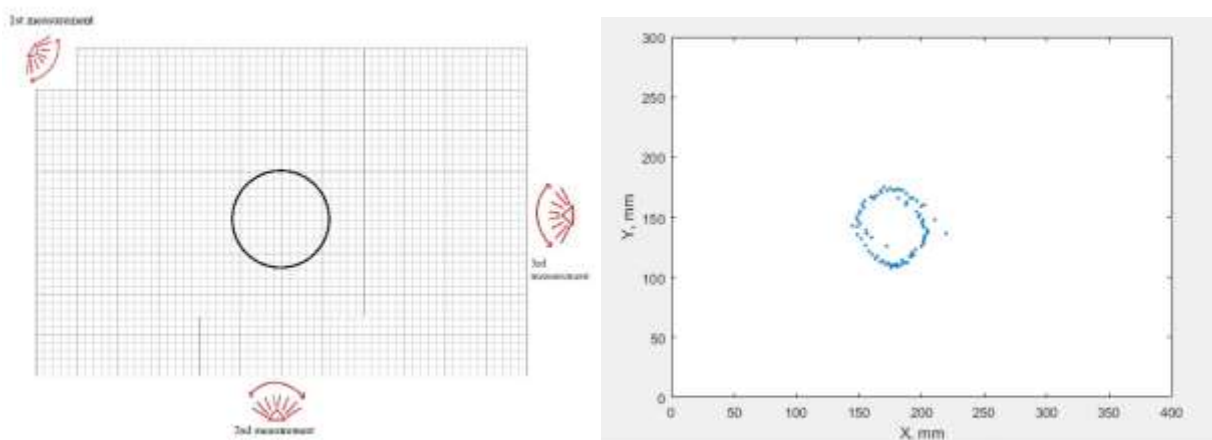 1st measurement
3rd
measurement
2nd measurement
300
250
200
150
100
50
0
Y, mm
0 50 100 150 200 250 300 350 400
X, mm